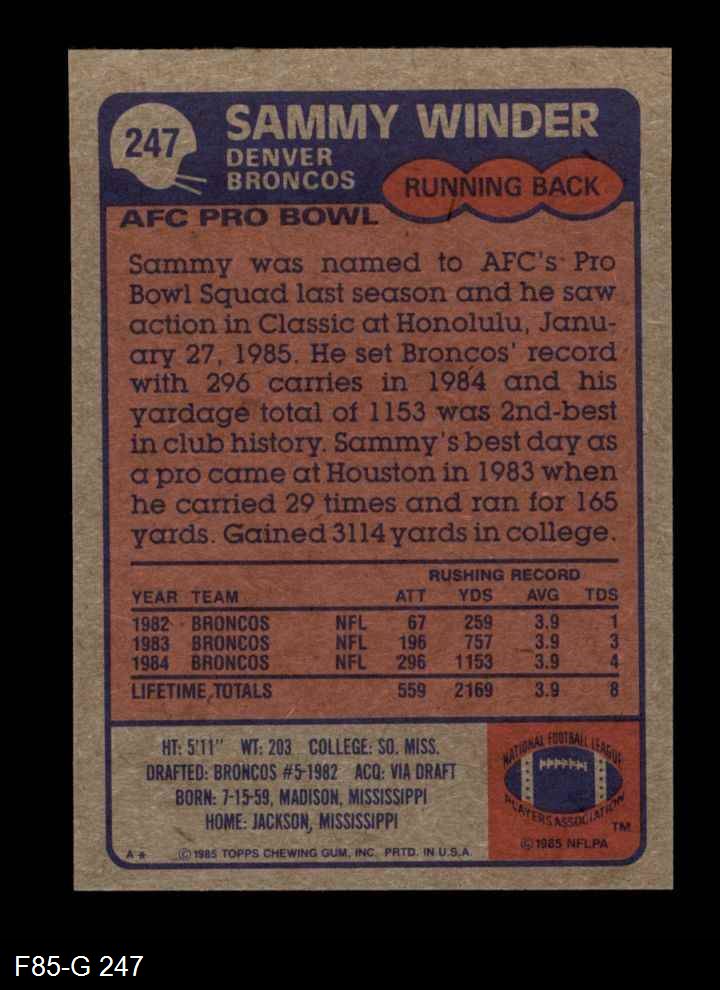 247
SAMMY WINDER
DENVER
BRONCOS
RUNNING BACK
AFC PRO BOWL
Sammy was named to AFC's Pro
Bowl Squad last season and he saw
action in Classic at Honolulu, Janu-
ary 27, 1985. He set Broncos' record
with 296 carries in 1984 and his
yardage total of 1153 was 2nd-best
in club history. Sammy's best day as
a pro came at Houston in 1983 when
he carried 29 times and ran for 165
yards. Gained 3114 yards in college.
RUSHING RECORD
YEAR TEAM ATT YDS AVG TDS
1982 BRONCOS NFL 67 259 3.9 1
1983 BRONCOS NFL 196 757 3.9 3
1984 BRONCOS NFL 296 1153 3.9 4
LIFETIME TOTALS 559 2169 3.9 8
HT: 5'11" WT: 203 COLLEGE: SO. MISS.
DRAFTED: BRONCOS #5-1982 ACQ: VIA DRAFT
BORN: 7-15-59, MADISON, MISSISSIPPI
HOME: JACKSON, MISSISSIPPI
A* ©1985 TOPPS CHEWING GUM, INC. PRTD. IN U.S.A.
NATIONAL FOOTBALL LEAGUE
PLAYERS ASSOCIATION
TM
©1985 NFLPA
F85-G 247